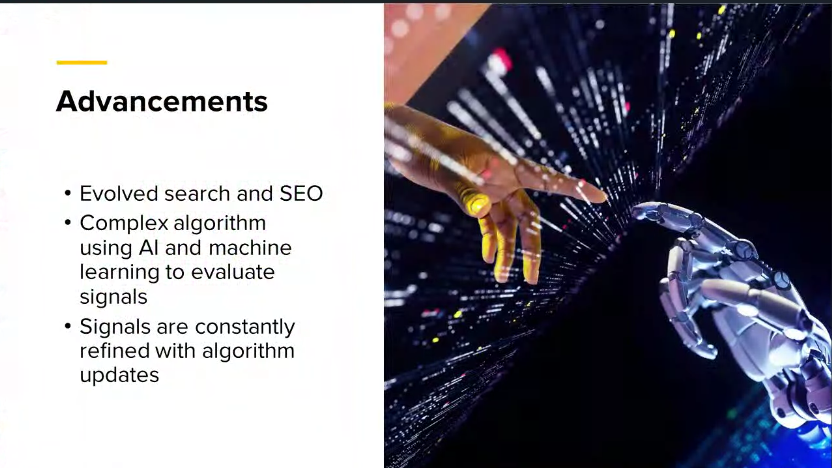 Advancements
• Evolved search and SEO
• Complex algorithm
using AI and machine
learning to evaluate
signals
• Signals are constantly
refined with algorithm
updates